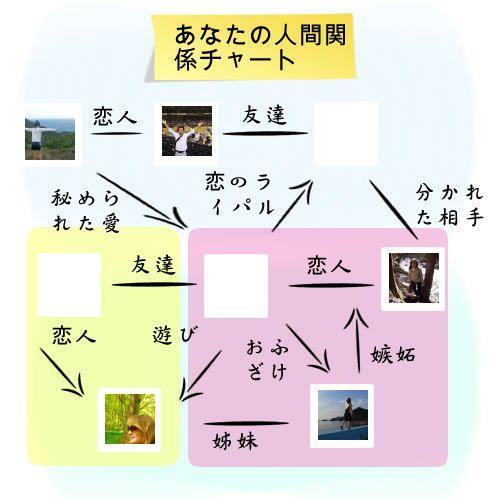 あなたの人間関
係チャート
恋人
友達
秘めら
れた愛
恋のラ
イバル
分かれ
た相手
友達
恋人
恋人
遊び
おふ
ざけ
嫉妬
姊妹